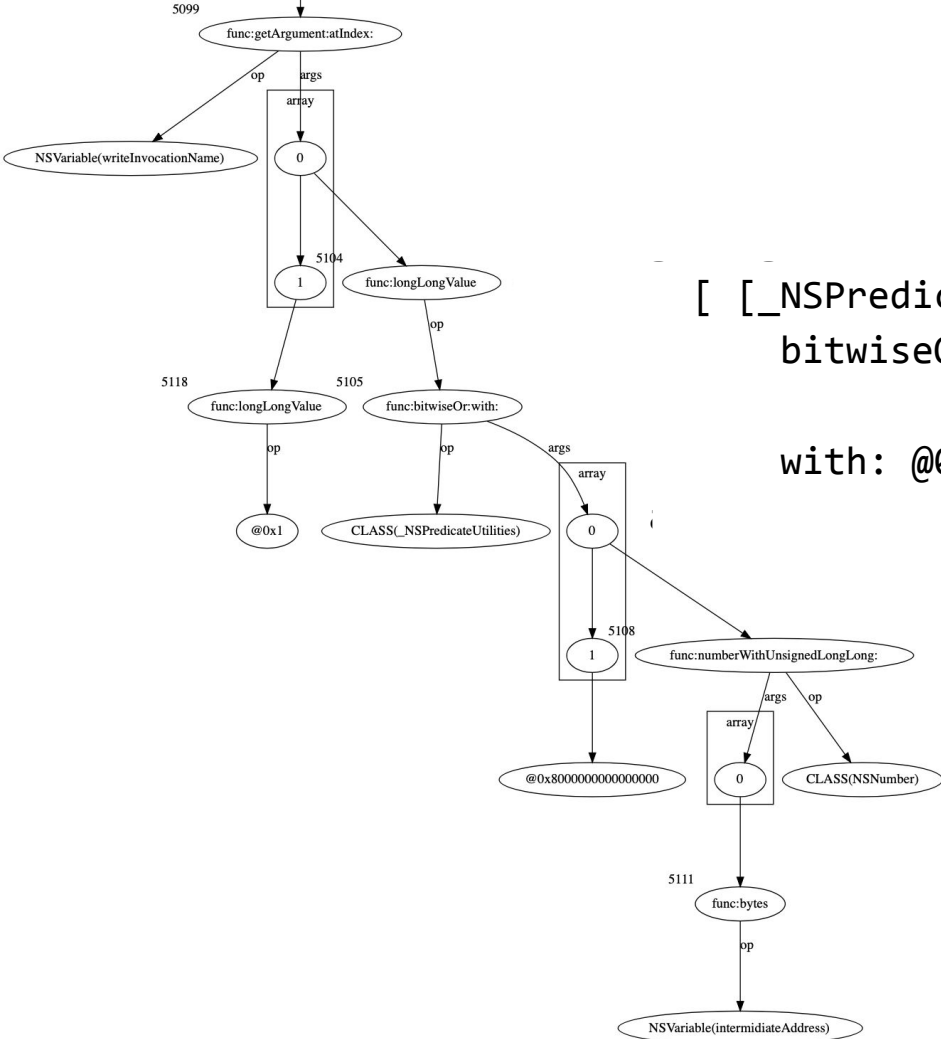 5099
func:getArgument:atIndex:
op
args
array
NSVariable(writeInvocationName)
0
5104
1
func:longLongValue
op
[ [_NSPredic
bitwiseO
with: @0
5118
5105
func:longLongValue
func:bitwiseOr:with:
op
op
args
array
@0x1
CLASS(_NSPredicateUtilities)
0
5108
1
func:numberWithUnsignedLongLong:
args
op
array
@0x8000000000000000
0
CLASS(NSNumber)
5111
func:bytes
op
NSVariable(intermidiateAddress)